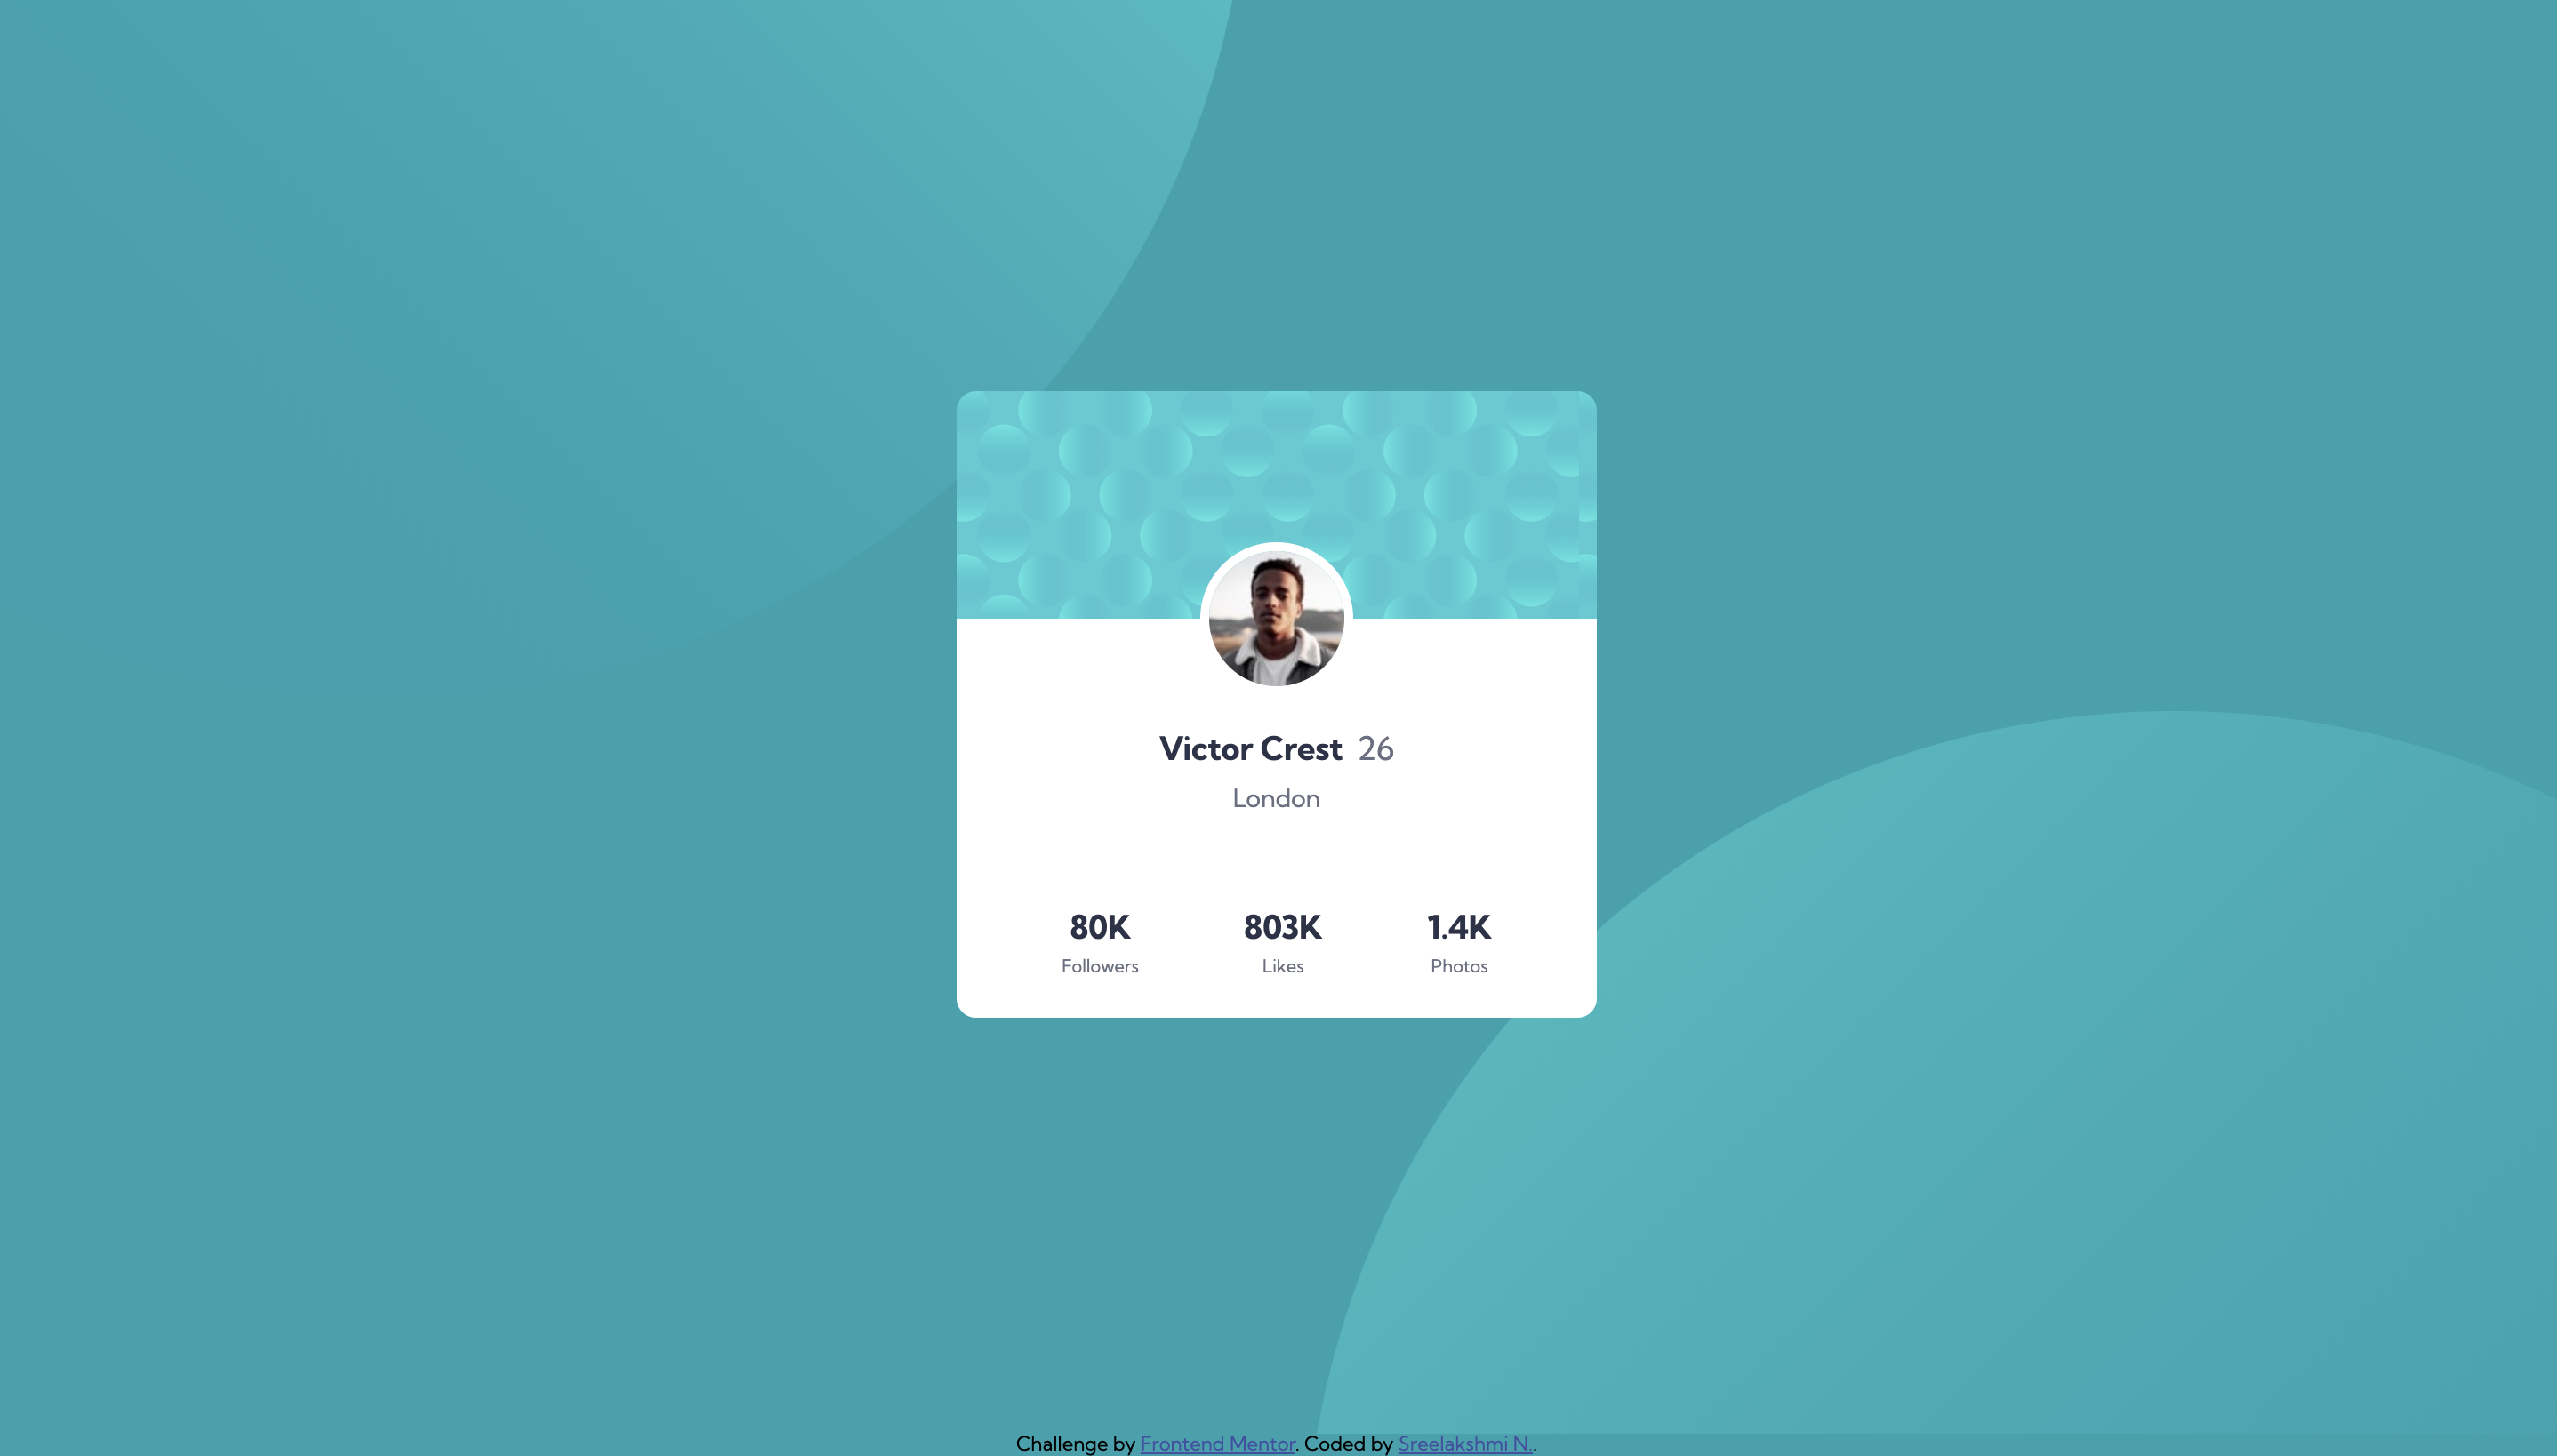 Victor Crest 26
London
80K 803K 1.4K
Followers Likes Photos
Challenge by Frontend Mentor. Coded by Sreelakshmi N..